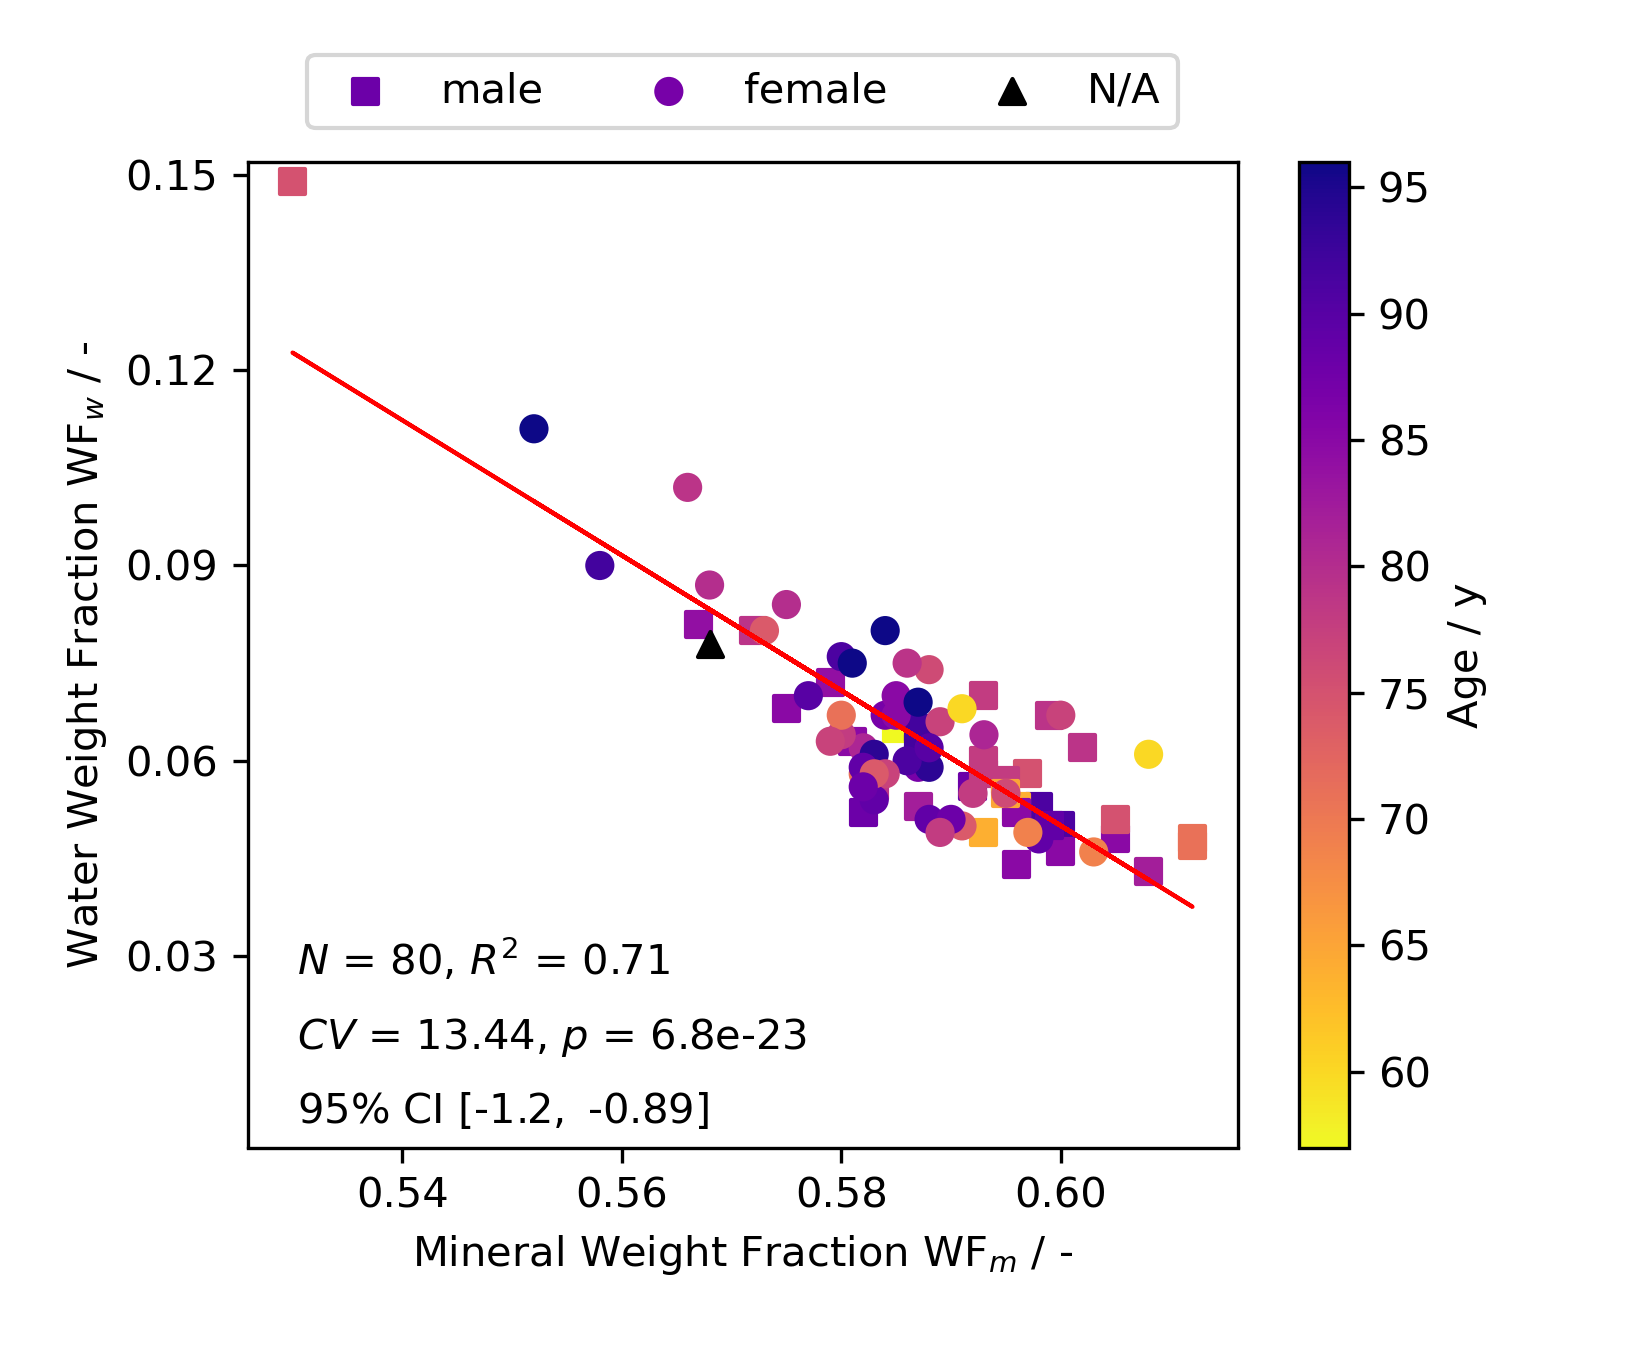 male female N/A
0.15
0.12
0.09
0.06
0.03
Water Weight Fraction WF_w / -
N = 80, R² = 0.71
CV = 13.44, p = 6.8e-23
95% CI [-1.2, -0.89]
0.54 0.56 0.58 0.60
Mineral Weight Fraction WF_m / -
95
90
85
80
75
70
65
60
Age / y